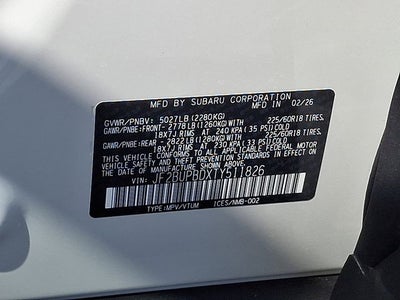 MFD BY SUBARU CORPORATION
MFD IN 02/26
GVWR/PNBV: 5027LB(2280KG)
GAWR/PNBE:FRONT- 2778LB(1260KG)WITH 225/60R18 TIRES,
18X7J RIMS AT 240 KPA(35 PSI)COLD
GAWR/PNBE:REAR - 2822LB(1280KG)WITH 225/60R18 TIRES,
18X7J RIMS AT 230 KPA(33 PSI)COLD
THIS VEHICLE CONFORMS TO ALL APPLICABLE FEDERAL MOTOR
VEHICLE SAFETY AND THEFT PREVENTION STANDARDS IN EFFECT ON
THE DATE OF MANUFACTURE SHOWN ABOVE.
VIN: JF2BUPBDXTY511826
TYPE:MPV/VTUM ICES/NMB-002